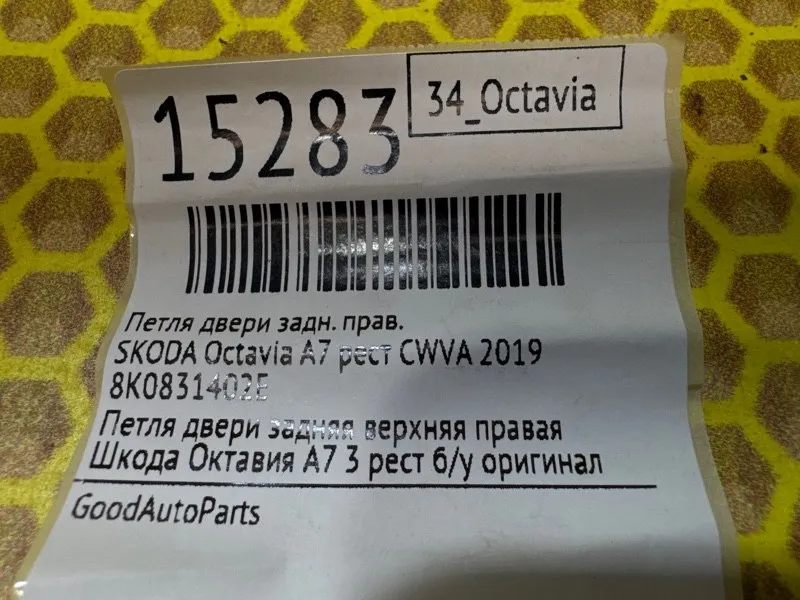 15283
34_Octavia
Петля двери задн. прав.
SKODA Octavia A7 рест CWVA 2019
8K0831402E
Петля двери задняя верхняя правая
Шкода Октавия А7 3 рест б/у оригинал
GoodAutoParts